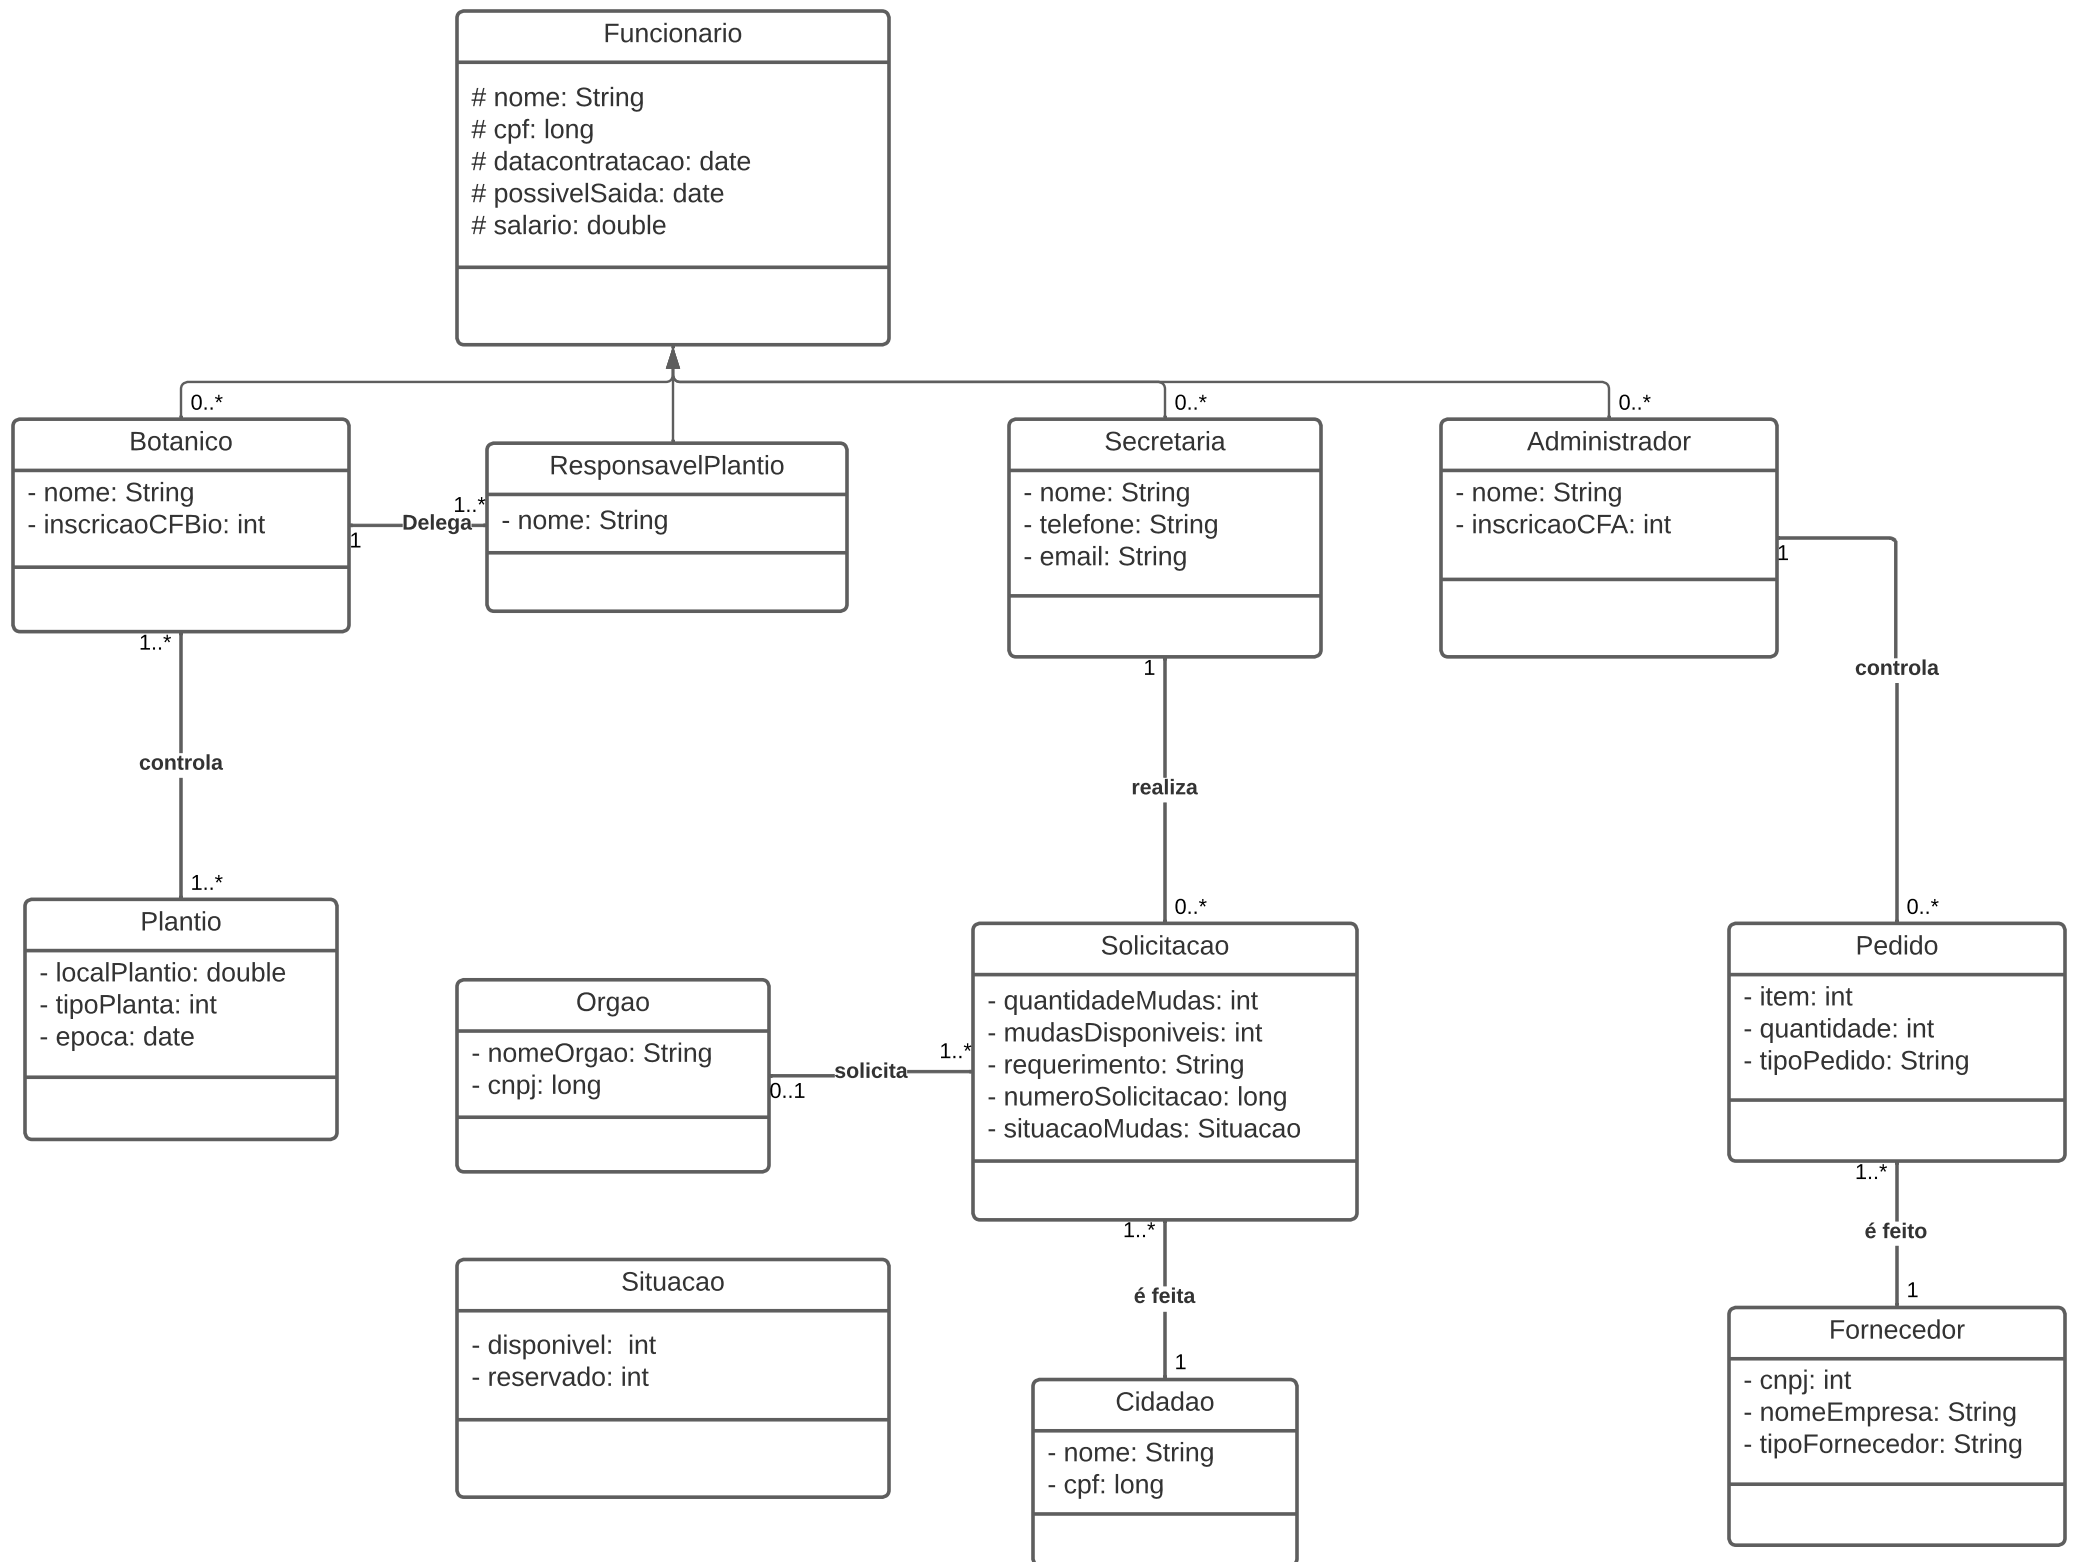 Funcionario
# nome: String
# cpf: long
# datacontratacao: date
# possivelSaida: date
# salario: double
0..*
0..*
0..*
Botanico
- nome: String
- inscricaoCFBio: int
1
Delega
1..*
ResponsavelPlantio
- nome: String
Secretaria
- nome: String
- telefone: String
- email: String
Administrador
- nome: String
- inscricaoCFA: int
1
controla
1..*
controla
1..*
1
realiza
0..*
0..*
Plantio
- localPlantio: double
- tipoPlanta: int
- epoca: date
Orgao
- nomeOrgao: String
- cnpj: long
0..1
solicita
1..*
Solicitacao
- quantidadeMudas: int
- mudasDisponiveis: int
- requerimento: String
- numeroSolicitacao: long
- situacaoMudas: Situacao
Pedido
- item: int
- quantidade: int
- tipoPedido: String
1..*
é feito
1
1..*
é feita
1
Situacao
- disponivel:  int
- reservado: int
Cidadao
- nome: String
- cpf: long
Fornecedor
- cnpj: int
- nomeEmpresa: String
- tipoFornecedor: String